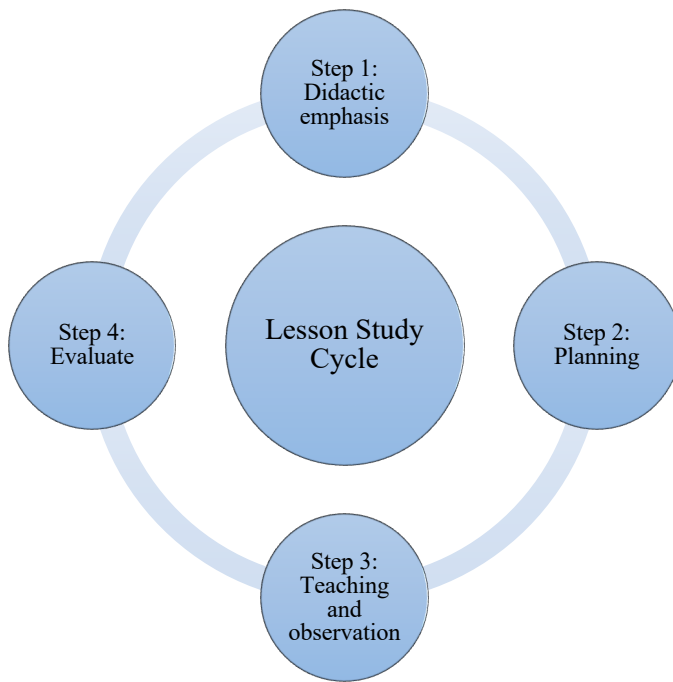 Step 1:
Didactic
emphasis
Lesson Study
Cycle
Step 2:
Planning
Step 3:
Teaching
and
observation
Step 4:
Evaluate